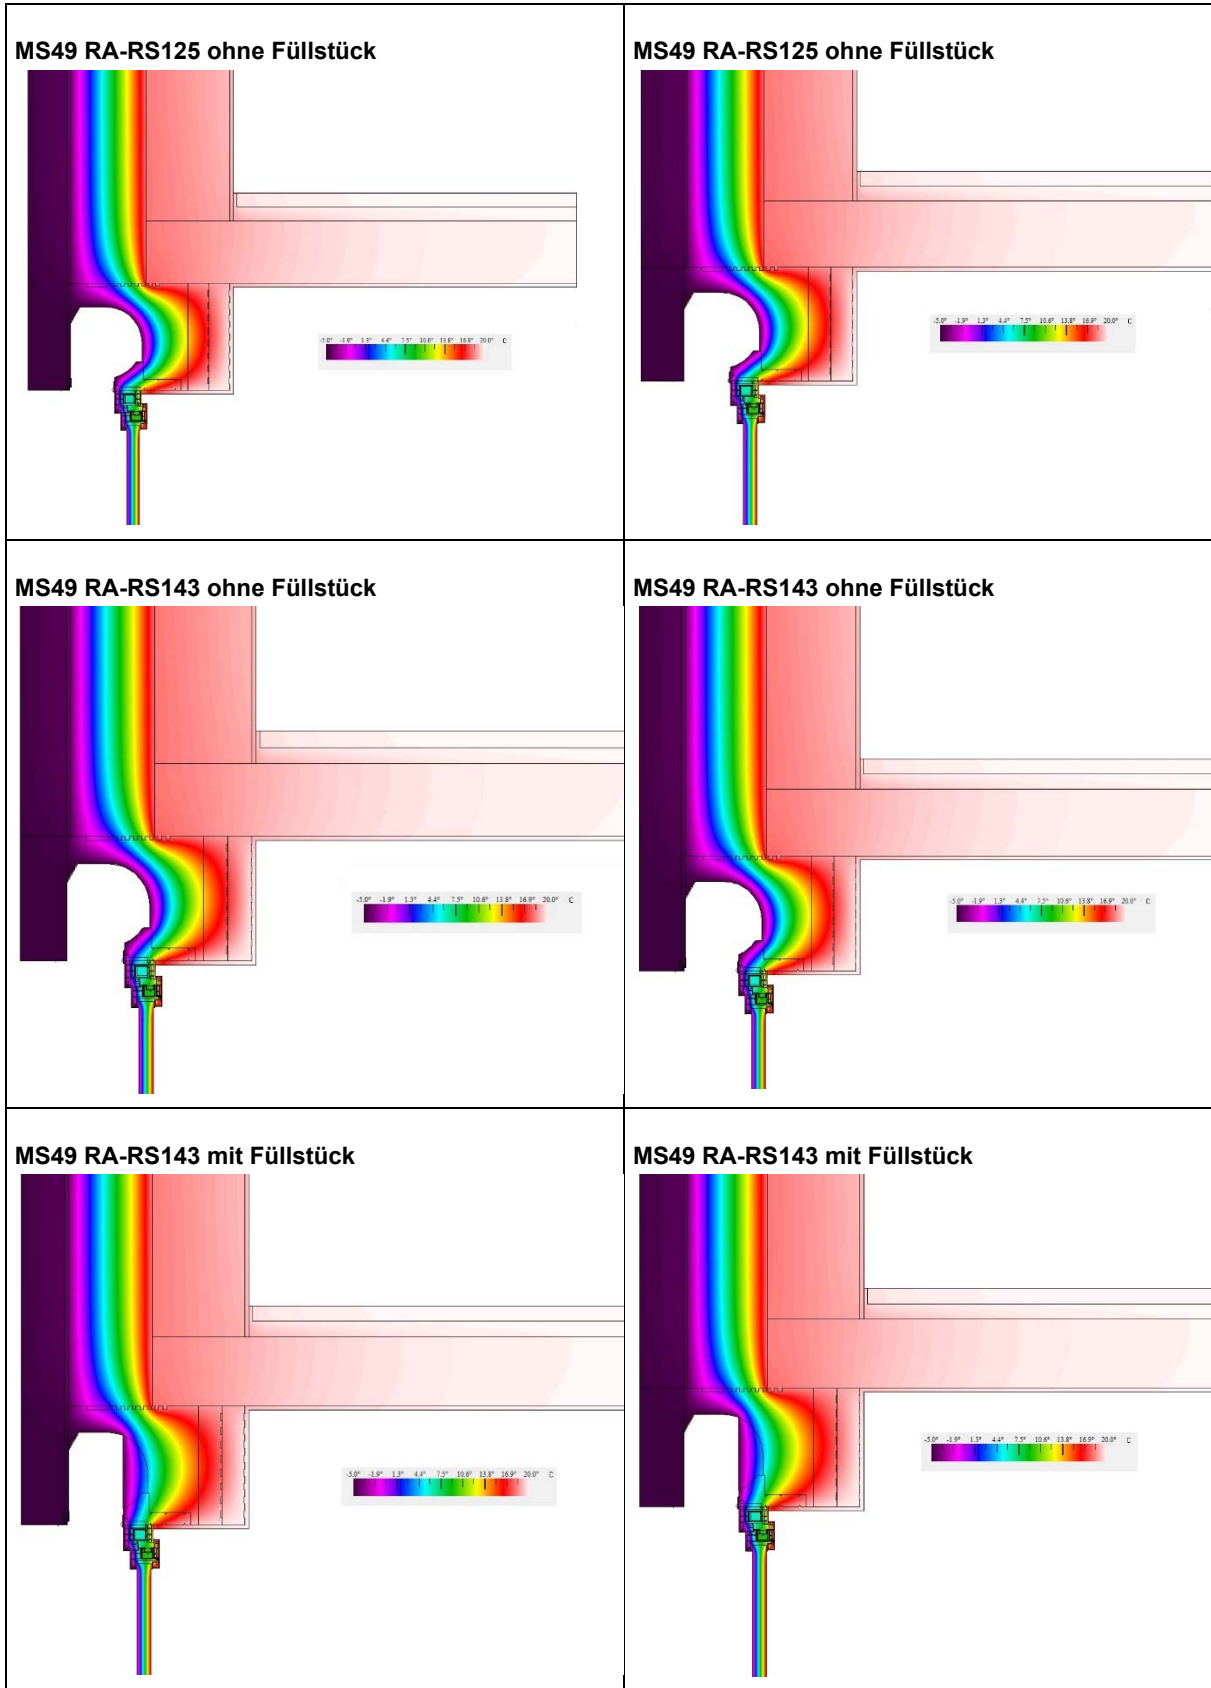 MS49 RA-RS125 ohne Füllstück
MS49 RA-RS125 ohne Füllstück
-5.0° -1.9° 1.3° 4.4° 7.5° 10.6° 13.8° 16.9° 20.0° C
-5.0° -1.9° 1.3° 4.4° 7.5° 10.6° 13.8° 16.9° 20.0° C
MS49 RA-RS143 ohne Füllstück
MS49 RA-RS143 ohne Füllstück
-5.0° -1.9° 1.3° 4.4° 7.5° 10.6° 13.8° 16.9° 20.0° C
-5.0° -1.9° 1.3° 4.4° 7.5° 10.6° 13.8° 16.9° 20.0° C
MS49 RA-RS143 mit Füllstück
MS49 RA-RS143 mit Füllstück
-5.0° -1.9° 1.3° 4.4° 7.5° 10.6° 13.8° 16.9° 20.0° C
-5.0° -1.9° 1.3° 4.4° 7.5° 10.6° 13.8° 16.9° 20.0° C